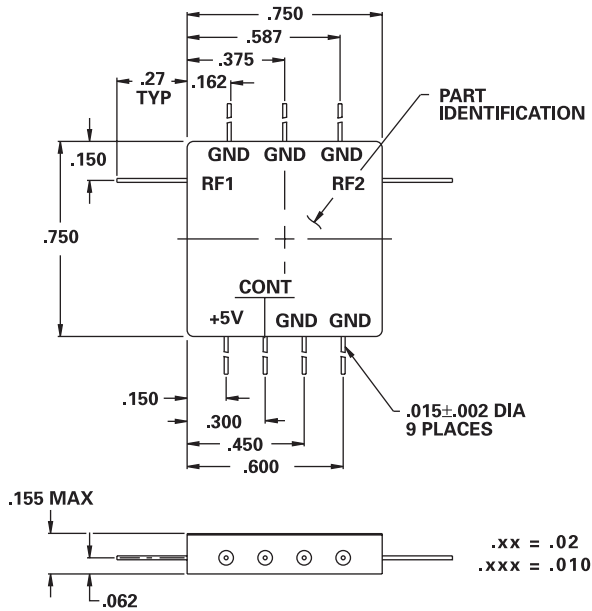 .750
.587
.375
.27
TYP
.162
PART
IDENTIFICATION
.150
GND GND GND
RF1 RF2
.750
CONT
+5V GND GND
.150
.300
.450
.600
.015±.002 DIA
9 PLACES
.155 MAX
.xx = .02
.xxx = .010
.062